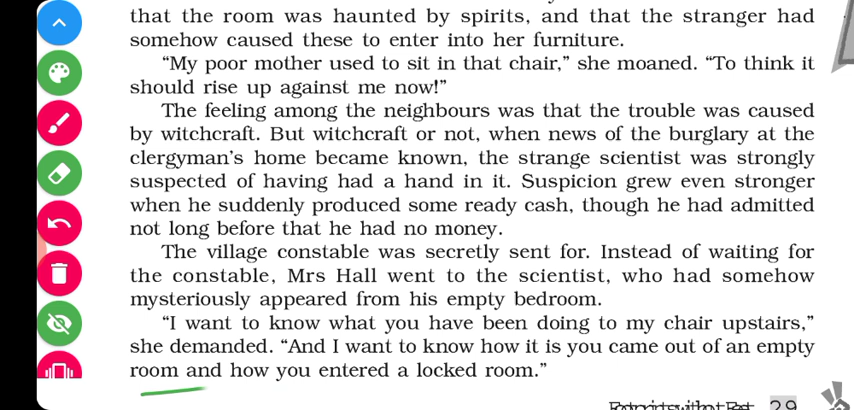 that the room was haunted by spirits, and that the stranger had
somehow caused these to enter into her furniture.
“My poor mother used to sit in that chair,” she moaned. “To think it
should rise up against me now!”
The feeling among the neighbours was that the trouble was caused
by witchcraft. But witchcraft or not, when news of the burglary at the
clergyman’s home became known, the strange scientist was strongly
suspected of having had a hand in it. Suspicion grew even stronger
when he suddenly produced some ready cash, though he had admitted
not long before that he had no money.
The village constable was secretly sent for. Instead of waiting for
the constable, Mrs Hall went to the scientist, who had somehow
mysteriously appeared from his empty bedroom.
“I want to know what you have been doing to my chair upstairs,”
she demanded. “And I want to know how it is you came out of an empty
room and how you entered a locked room.”
29